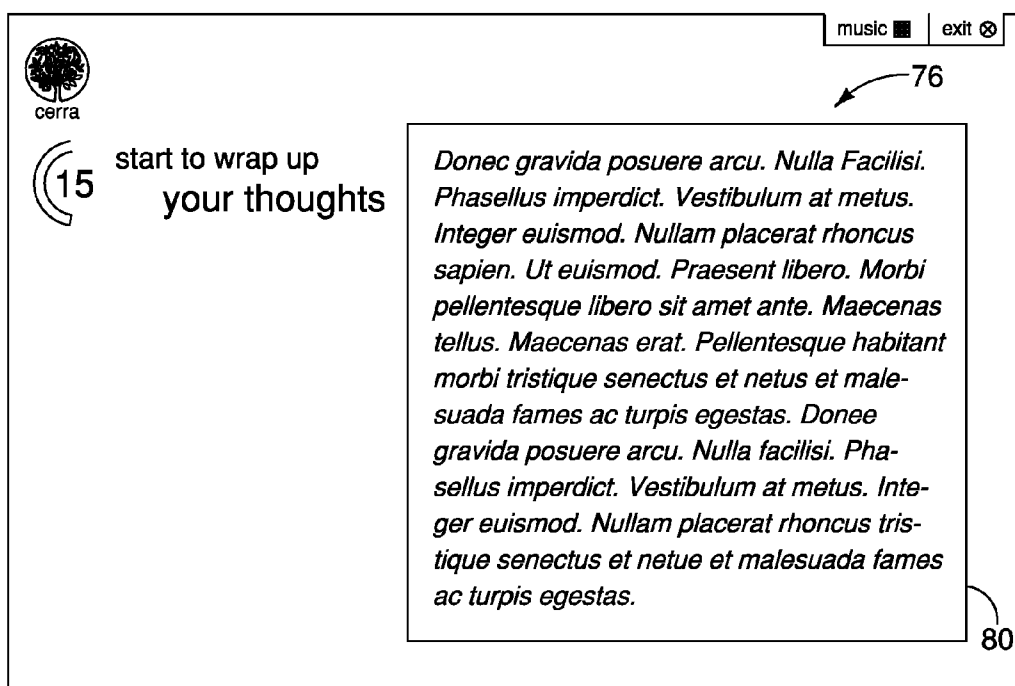 music exit
76
cerra
15 start to wrap up
your thoughts
Donec gravida posuere arcu. Nulla Facilisi.
Phasellus imperdict. Vestibulum at metus.
Integer euismod. Nullam placerat rhoncus
sapien. Ut euismod. Praesent libero. Morbi
pellentesque libero sit amet ante. Maecenas
tellus. Maecenas erat. Pellentesque habitant
morbi tristique senectus et netus et male-
suada fames ac turpis egestas. Donee
gravida posuere arcu. Nulla facilisi. Pha-
sellus imperdict. Vestibulum at metus. Inte-
ger euismod. Nullam placerat rhoncus tris-
tique senectus et netue et malesuada fames
ac turpis egestas.
80